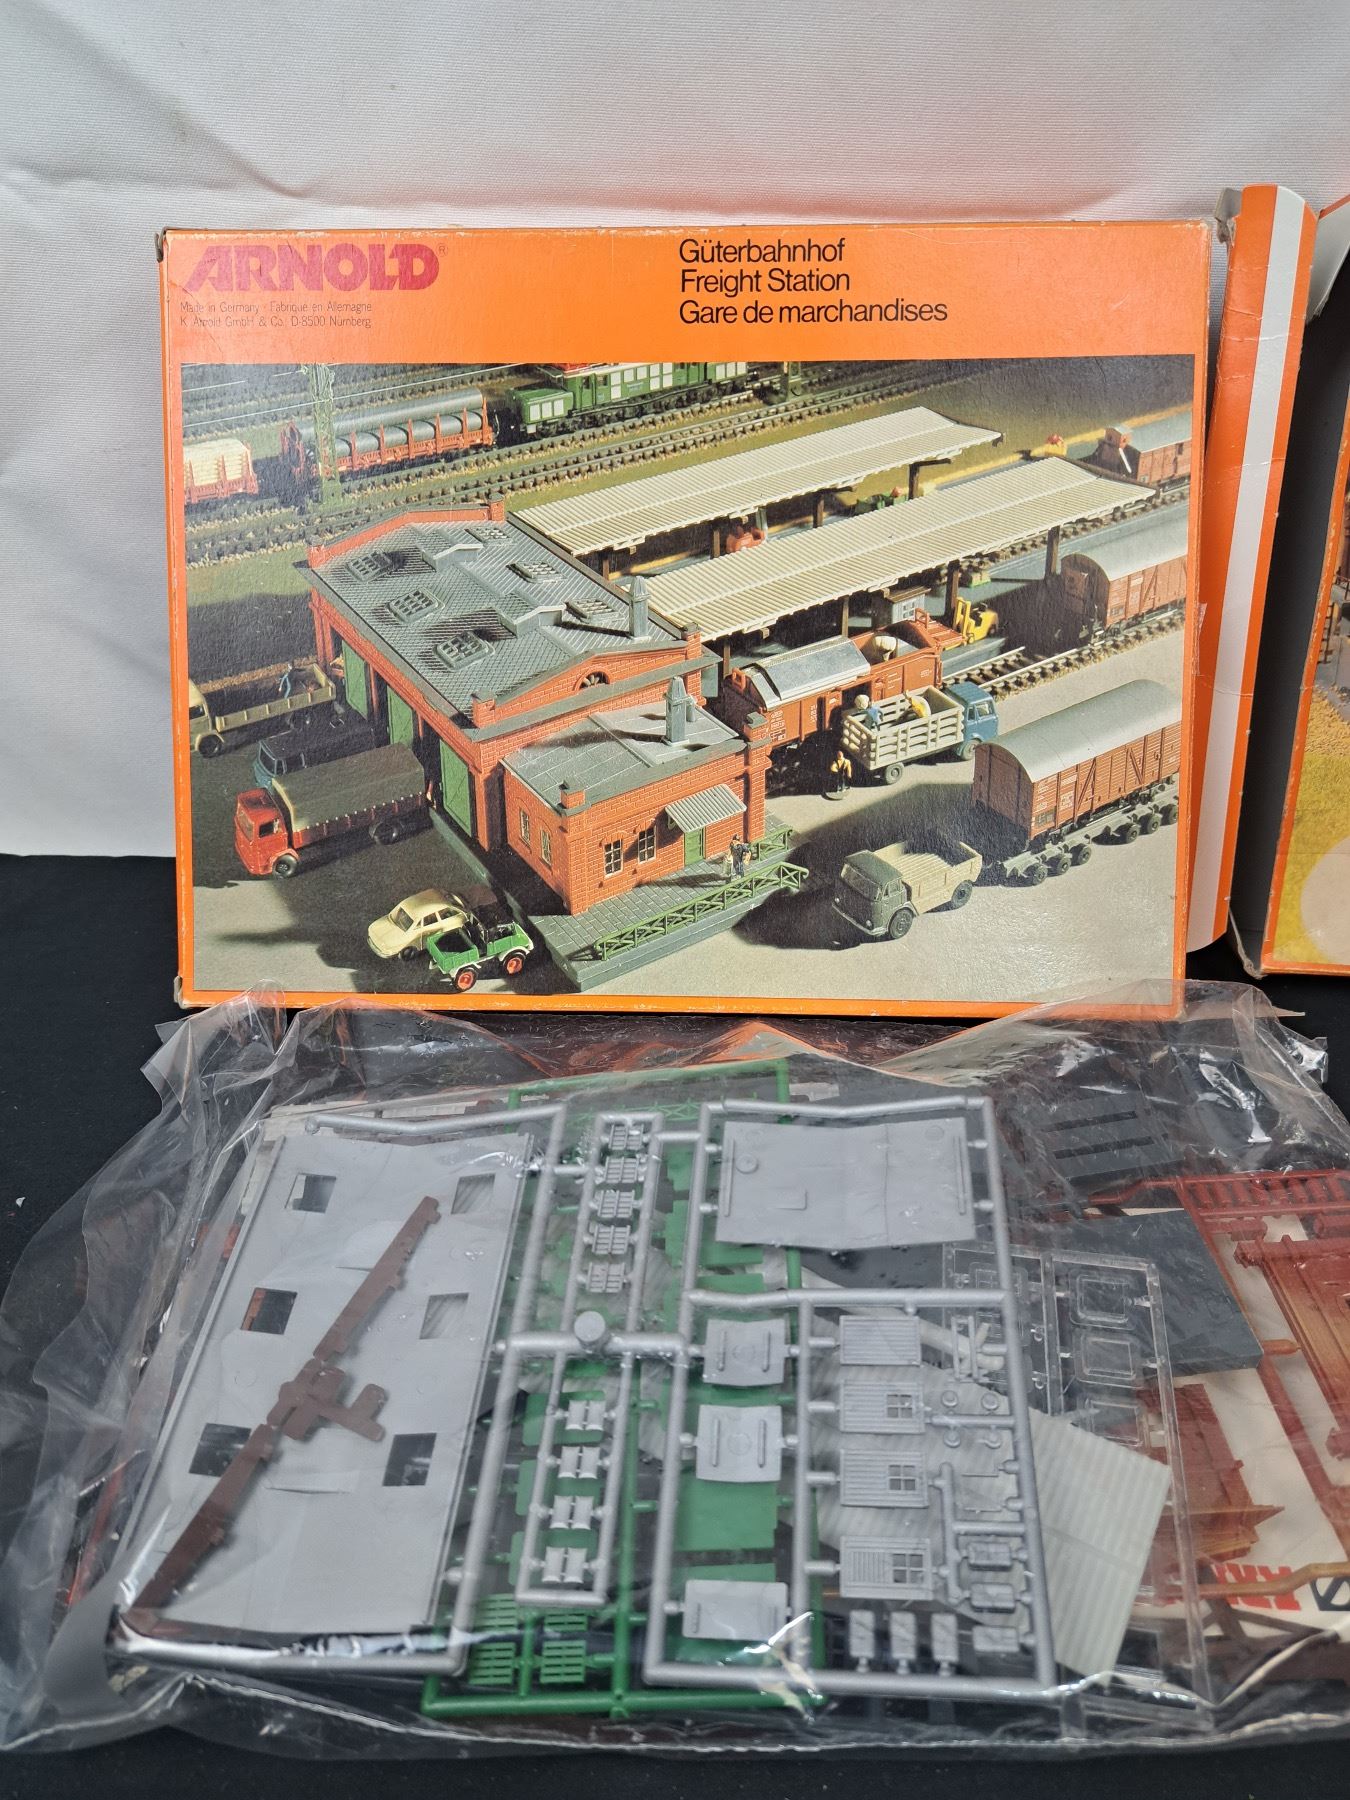 ARNOLD®
Made in Germany · Fabriqué en Allemagne
K. Arnold GmbH & Co. D-8500 Nürnberg
Güterbahnhof
Freight Station
Gare de marchandises